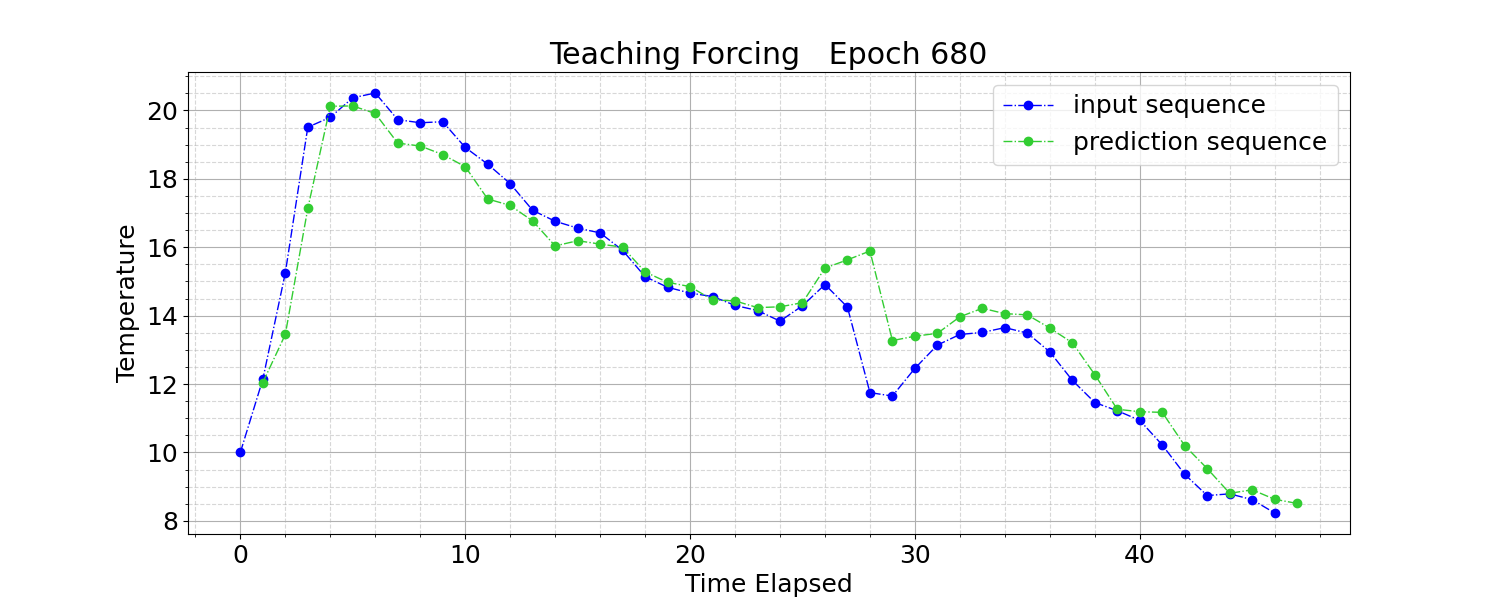 Teaching Forcing   Epoch 680
input sequence
prediction sequence
Temperature
20
18
16
14
12
10
8
0 10 20 30 40
Time Elapsed